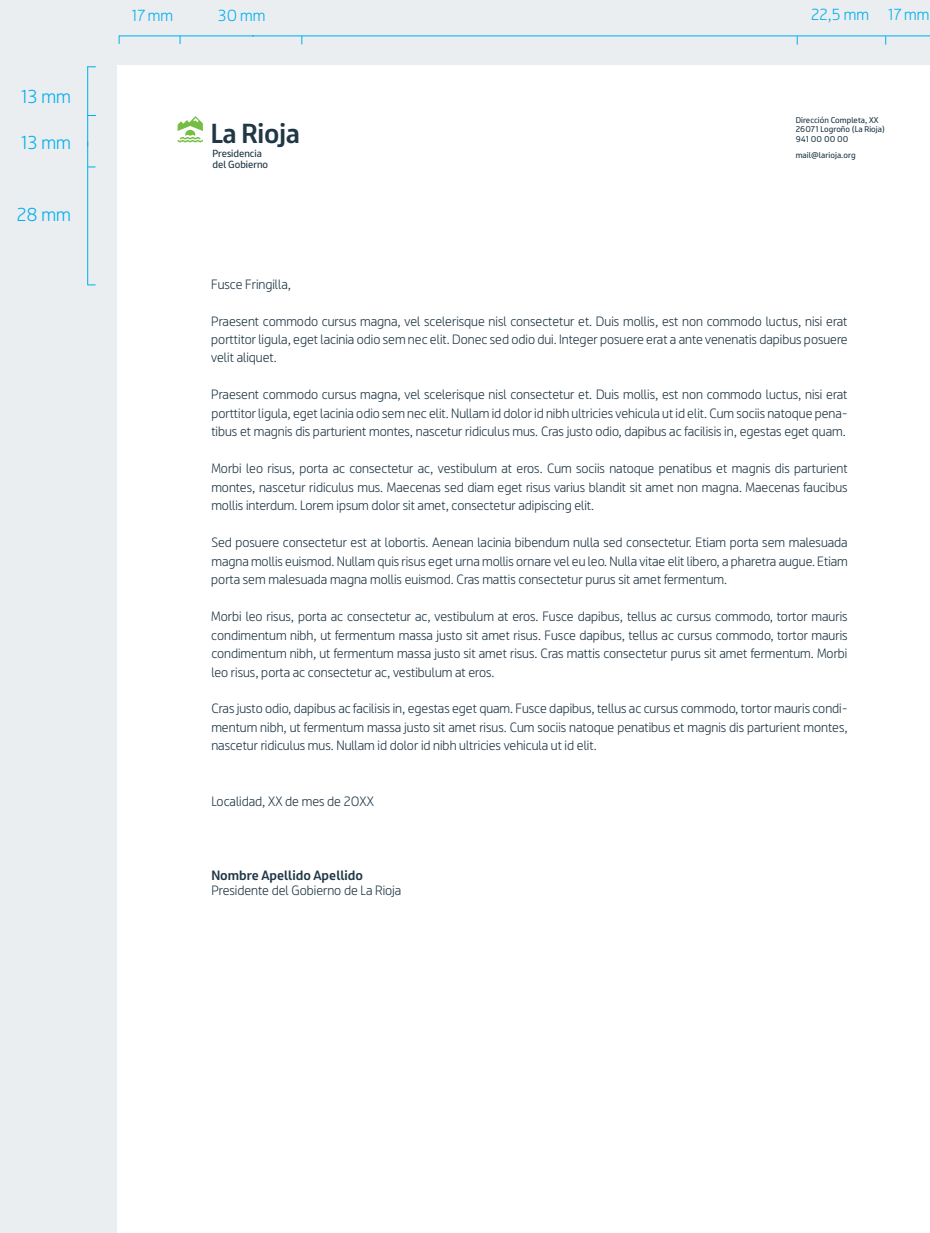 17 mm 30 mm 22,5 mm 17 mm
13 mm
13 mm
28 mm
La Rioja
Presidencia
del Gobierno
Dirección Completa, XX
26071 Logroño (La Rioja)
941 00 00 00
mail@larioja.org
Fusce Fringilla,
Praesent commodo cursus magna, vel scelerisque nisl consectetur et. Duis mollis, est non commodo luctus, nisi erat
porttitor ligula, eget lacinia odio sem nec elit. Donec sed odio dui. Integer posuere erat a ante venenatis dapibus posuere
velit aliquet.
Praesent commodo cursus magna, vel scelerisque nisl consectetur et. Duis mollis, est non commodo luctus, nisi erat
porttitor ligula, eget lacinia odio sem nec elit. Nullam id dolor id nibh ultricies vehicula ut id elit. Cum sociis natoque pena-
tibus et magnis dis parturient montes, nascetur ridiculus mus. Cras justo odio, dapibus ac facilisis in, egestas eget quam.
Morbi leo risus, porta ac consectetur ac, vestibulum at eros. Cum sociis natoque penatibus et magnis dis parturient
montes, nascetur ridiculus mus. Maecenas sed diam eget risus varius blandit sit amet non magna. Maecenas faucibus
mollis interdum. Lorem ipsum dolor sit amet, consectetur adipiscing elit.
Sed posuere consectetur est at lobortis. Aenean lacinia bibendum nulla sed consectetur. Etiam porta sem malesuada
magna mollis euismod. Nullam quis risus eget urna mollis ornare vel eu leo. Nulla vitae elit libero, a pharetra augue. Etiam
porta sem malesuada magna mollis euismod. Cras mattis consectetur purus sit amet fermentum.
Morbi leo risus, porta ac consectetur ac, vestibulum at eros. Fusce dapibus, tellus ac cursus commodo, tortor mauris
condimentum nibh, ut fermentum massa justo sit amet risus. Fusce dapibus, tellus ac cursus commodo, tortor mauris
condimentum nibh, ut fermentum massa justo sit amet risus. Cras mattis consectetur purus sit amet fermentum. Morbi
leo risus, porta ac consectetur ac, vestibulum at eros.
Cras justo odio, dapibus ac facilisis in, egestas eget quam. Fusce dapibus, tellus ac cursus commodo, tortor mauris condi-
mentum nibh, ut fermentum massa justo sit amet risus. Cum sociis natoque penatibus et magnis dis parturient montes,
nascetur ridiculus mus. Nullam id dolor id nibh ultricies vehicula ut id elit.
Localidad, XX de mes de 20XX
Nombre Apellido Apellido
Presidente del Gobierno de La Rioja